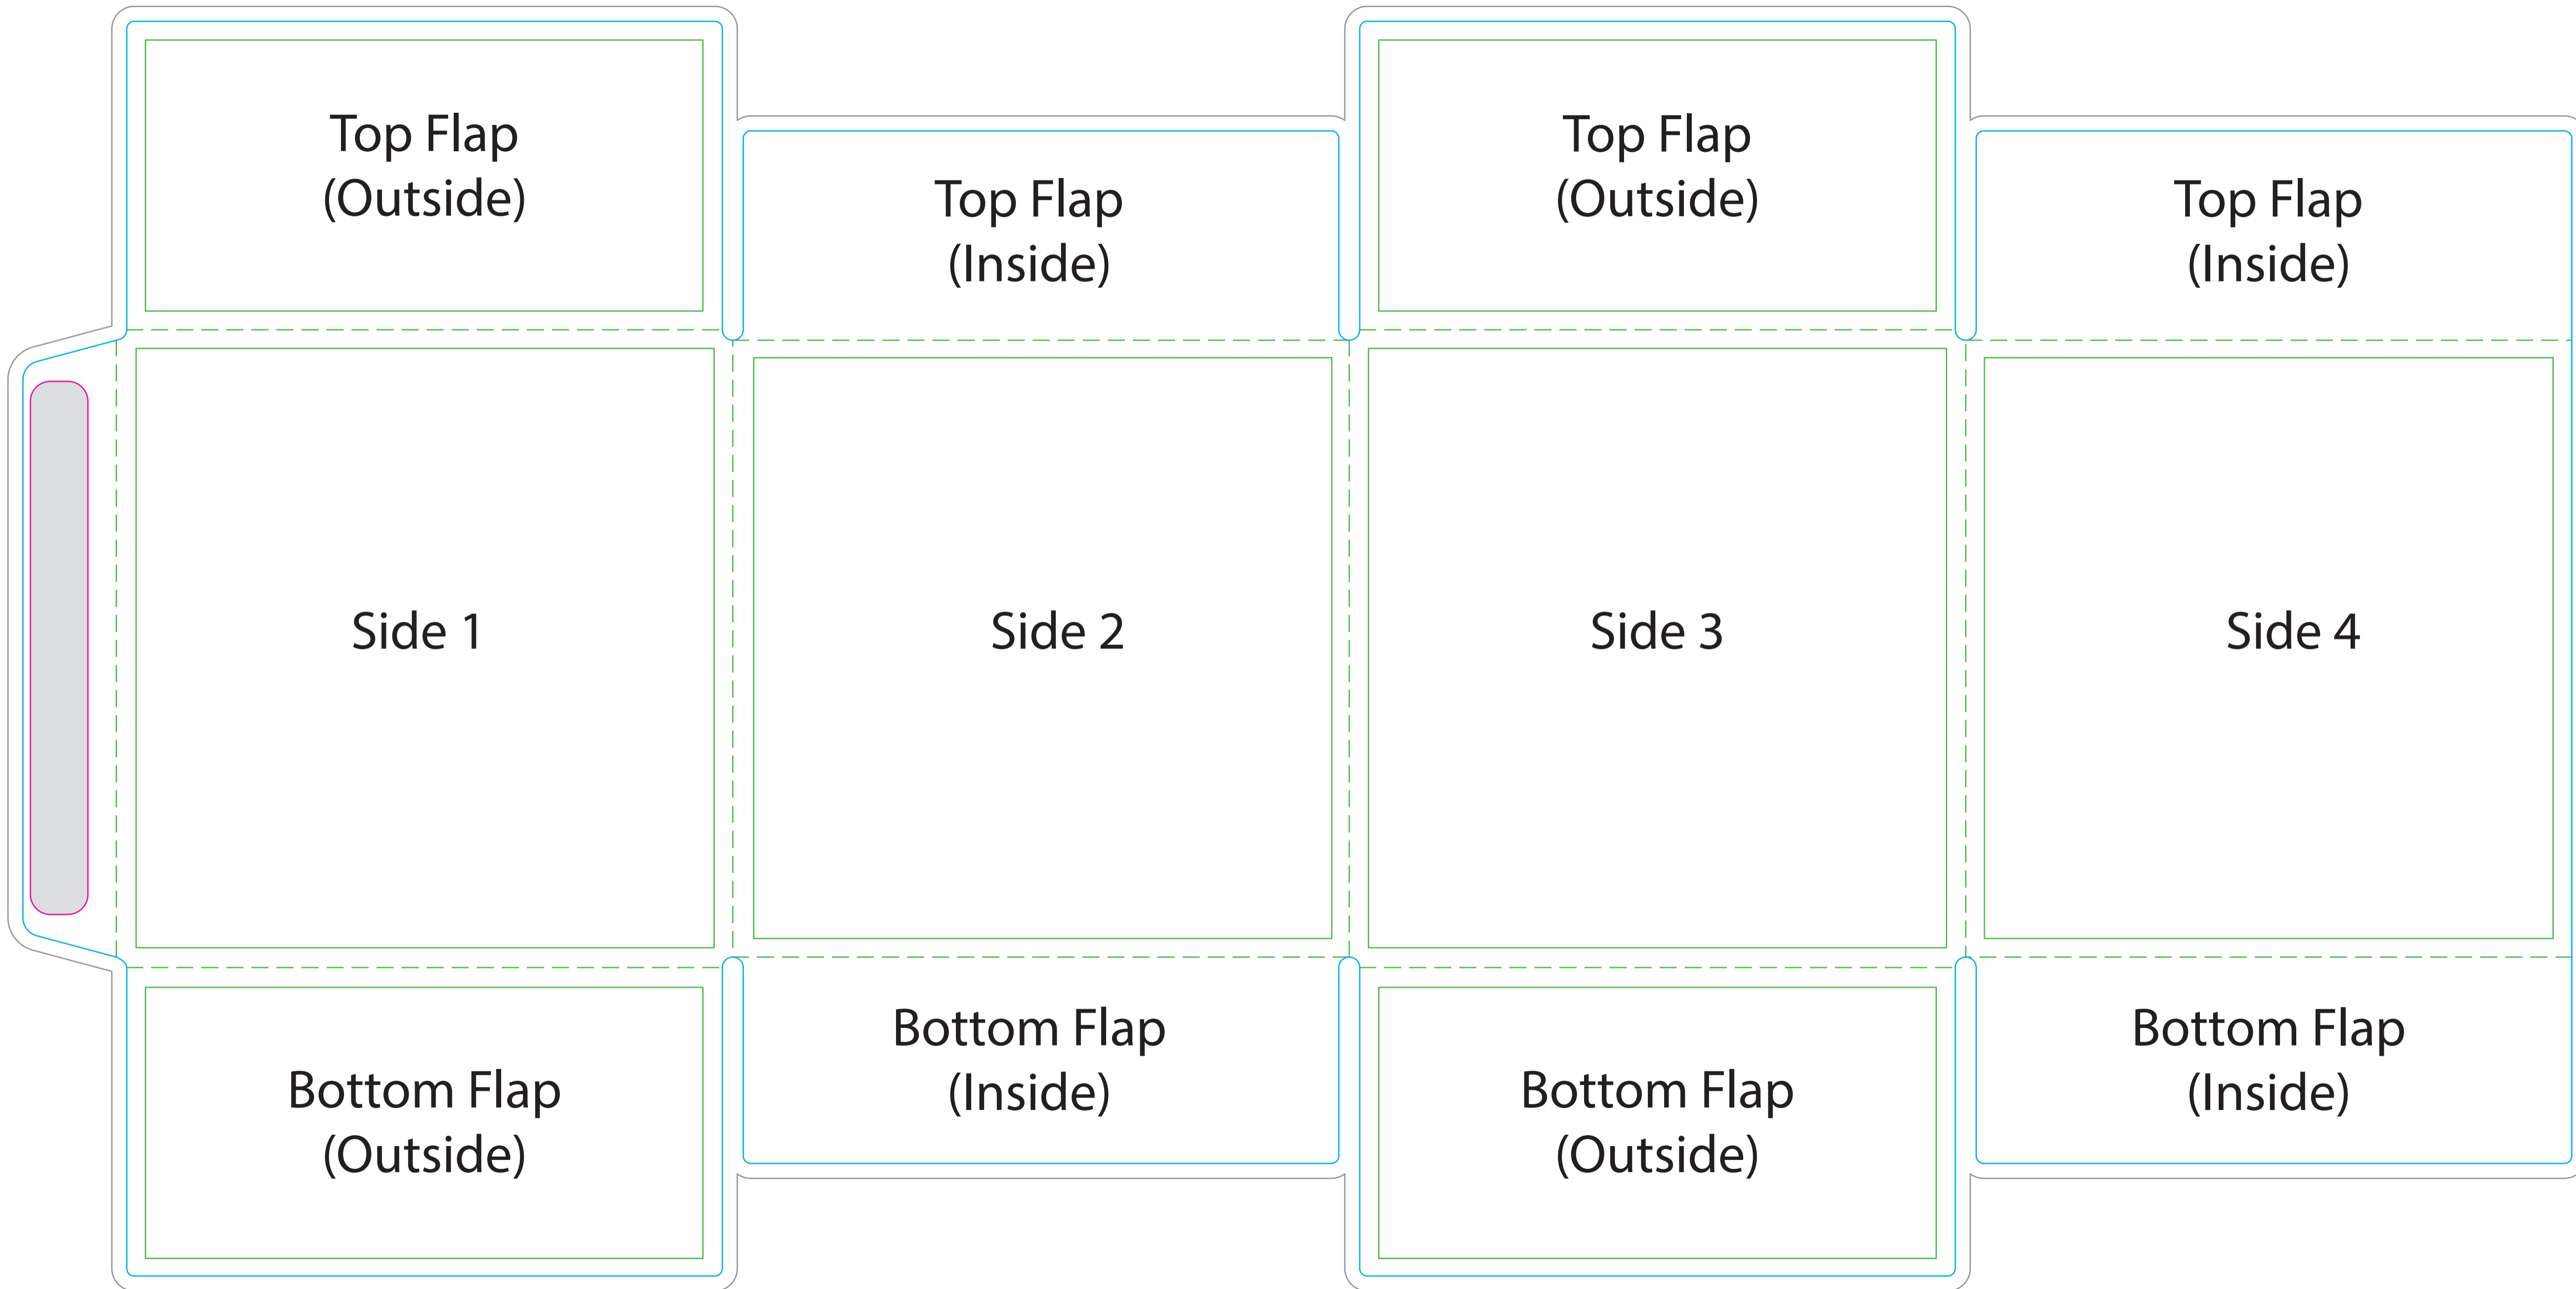 Top Flap
(Outside)
Top Flap
(Inside)
Top Flap
(Outside)
Top Flap
(Inside)
Side 1
Side 2
Side 3
Side 4
Bottom Flap
(Outside)
Bottom Flap
(Inside)
Bottom Flap
(Outside)
Bottom Flap
(Inside)